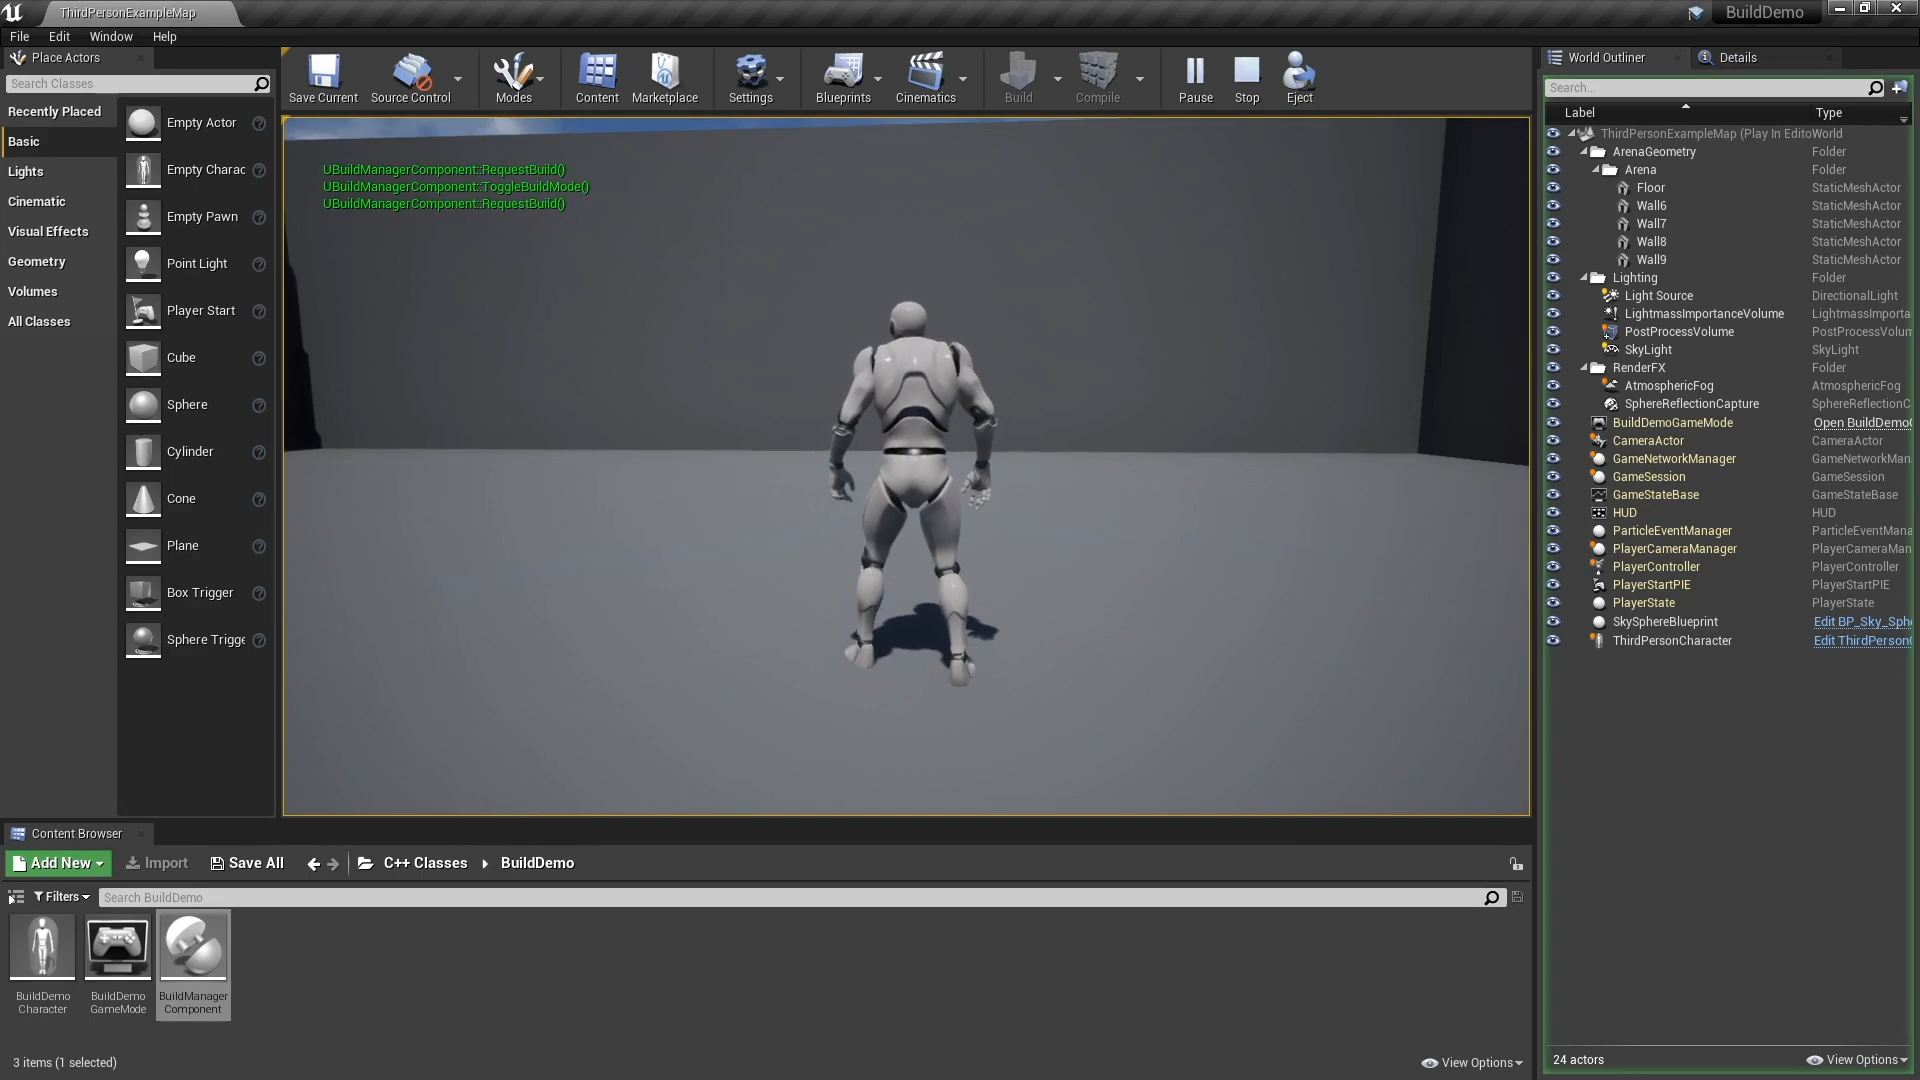 ThirdPersonExampleMap
BuildDemo
File Edit Window Help
Place Actors
Search Classes
Recently Placed
Basic
Lights
Cinematic
Visual Effects
Geometry
Volumes
All Classes
Empty Actor
Empty Charac
Empty Pawn
Point Light
Player Start
Cube
Sphere
Cylinder
Cone
Plane
Box Trigger
Sphere Trigge
Save Current
Source Control
Modes
Content
Marketplace
Settings
Blueprints
Cinematics
Build
Compile
Pause
Stop
Eject
UBuildManagerComponent::RequestBuild()
UBuildManagerComponent::ToggleBuildMode()
UBuildManagerComponent::RequestBuild()
World Outliner
Details
Search...
Label Type
ThirdPersonExampleMap (Play In Edito World
ArenaGeometry Folder
Arena Folder
Floor StaticMeshActor
Wall6 StaticMeshActor
Wall7 StaticMeshActor
Wall8 StaticMeshActor
Wall9 StaticMeshActor
Lighting Folder
Light Source DirectionalLight
LightmassImportanceVolume LightmassImporta
PostProcessVolume PostProcessVolum
SkyLight SkyLight
RenderFX Folder
AtmosphericFog AtmosphericFog
SphereReflectionCapture SphereReflectionC
BuildDemoGameMode Open BuildDemoG
CameraActor CameraActor
GameNetworkManager GameNetworkMan
GameSession GameSession
GameStateBase GameStateBase
HUD HUD
ParticleEventManager ParticleEventMana
PlayerCameraManager PlayerCameraMan
PlayerController PlayerController
PlayerStartPIE PlayerStartPIE
PlayerState PlayerState
SkySphereBlueprint Edit BP_Sky_Sphe
ThirdPersonCharacter Edit ThirdPersonC
24 actors
View Options
Content Browser
Add New
Import
Save All
C++ Classes
BuildDemo
Filters
Search BuildDemo
BuildDemo
Character
BuildDemo
GameMode
BuildManager
Component
3 items (1 selected)
View Options